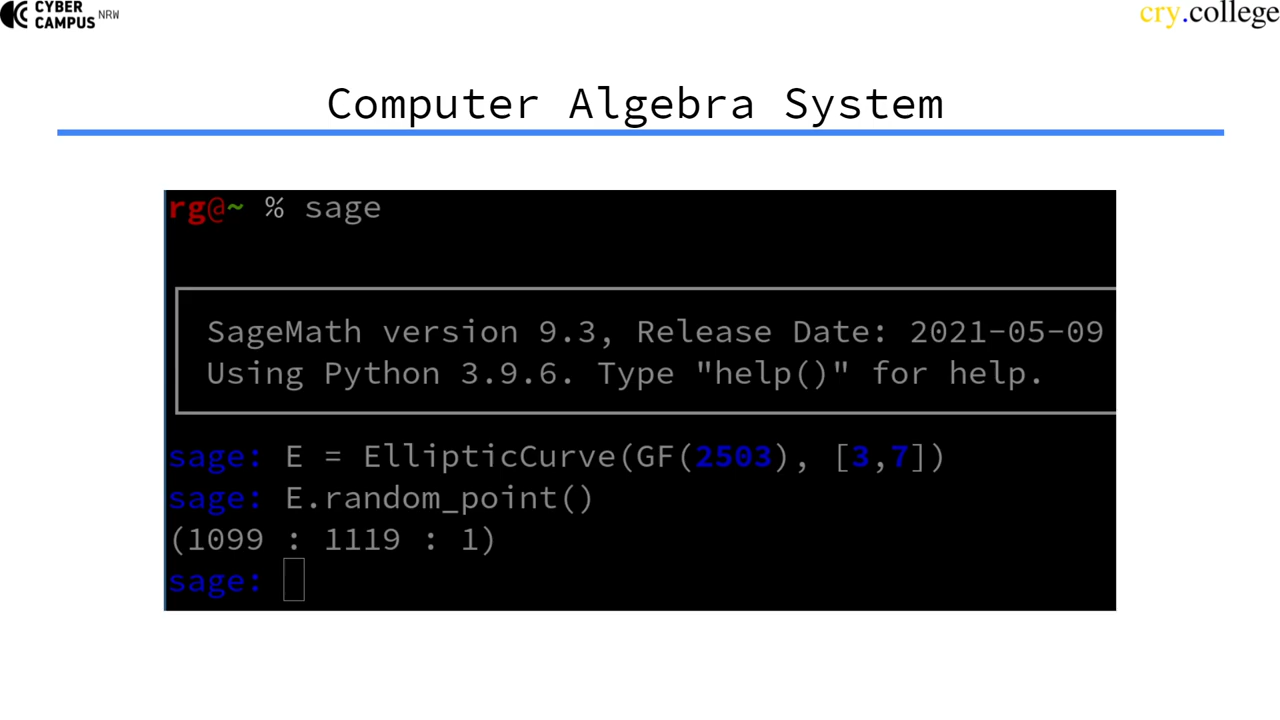 CYBER
CAMPUS NRW
cry.college
Computer Algebra System
rg@~ % sage
SageMath version 9.3, Release Date: 2021-05-09
Using Python 3.9.6. Type "help()" for help.
sage: E = EllipticCurve(GF(2503), [3,7])
sage: E.random_point()
(1099 : 1119 : 1)
sage: